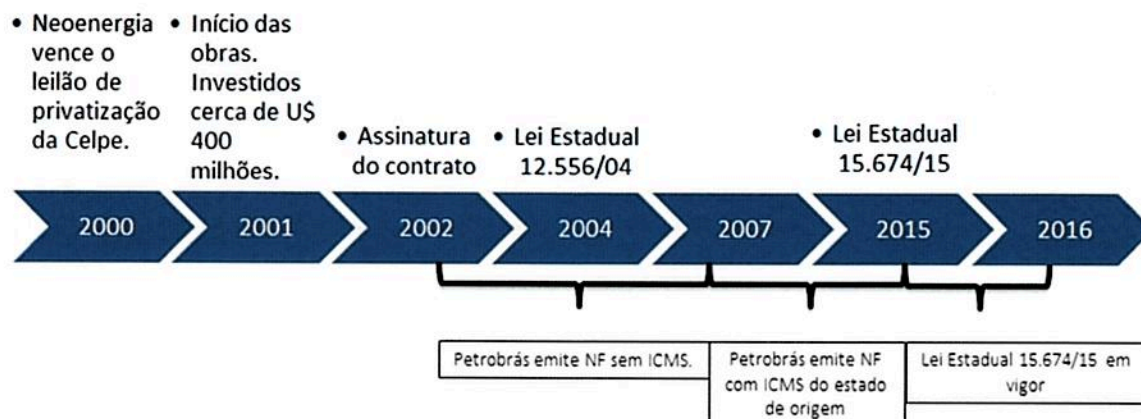 • Neoenergia
vence o
leilão de
privatização
da Celpe.
• Início das
obras.
Investidos
cerca de U$
400
milhões.
• Assinatura
do contrato
• Lei Estadual
12.556/04
• Lei Estadual
15.674/15
2000
2001
2002
2004
2007
2015
2016
Petrobrás emite NF sem ICMS.
Petrobrás emite NF
com ICMS do estado
de origem
Lei Estadual 15.674/15 em
vigor